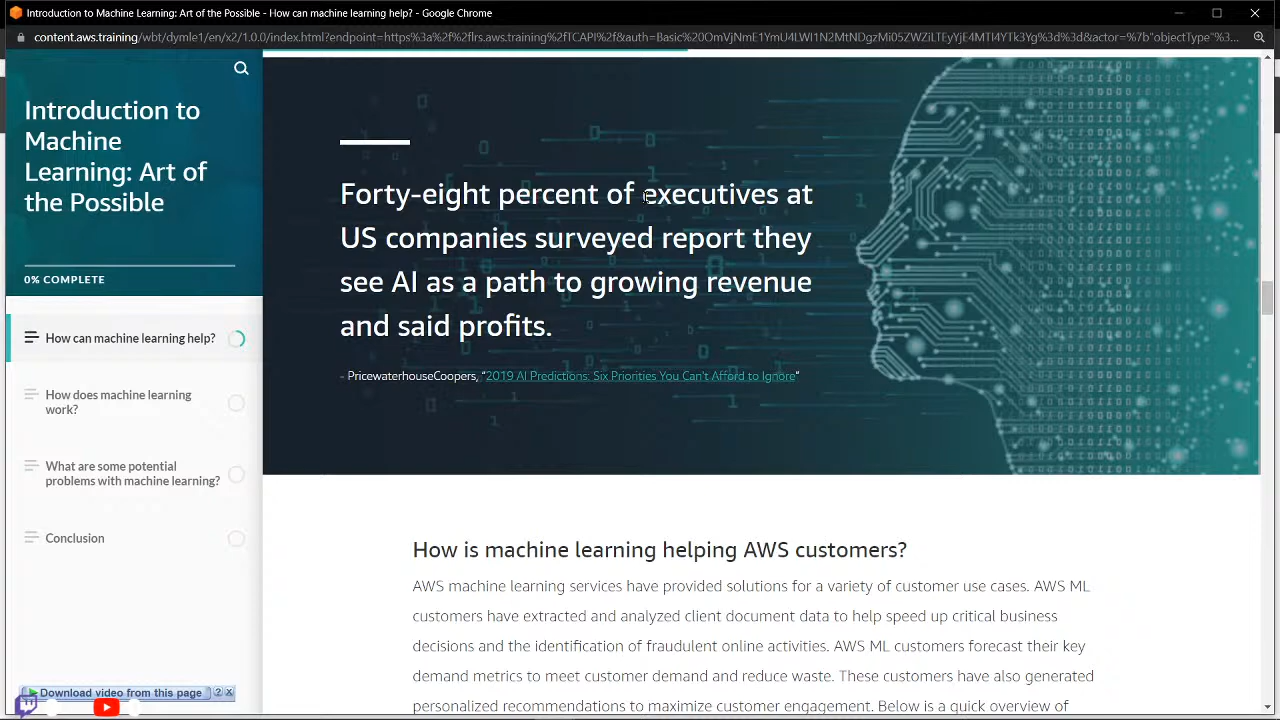 Introduction to Machine Learning: Art of the Possible - How can machine learning help? - Google Chrome
Introduction to
Machine
Learning: Art of
the Possible
0% COMPLETE
How can machine learning help?
How does machine learning
work?
What are some potential
problems with machine learning?
Conclusion
Download video from this page ? x
Forty-eight percent of executives at
US companies surveyed report they
see AI as a path to growing revenue
and said profits.
- PricewaterhouseCoopers, “2019 AI Predictions: Six Priorities You Can't Afford to Ignore“
How is machine learning helping AWS customers?
AWS machine learning services have provided solutions for a variety of customer use cases. AWS ML
customers have extracted and analyzed client document data to help speed up critical business
decisions and the identification of fraudulent online activities. AWS ML customers forecast their key
demand metrics to meet customer demand and reduce waste. These customers have also generated
personalized recommendations to maximize customer engagement. Below is a quick overview of